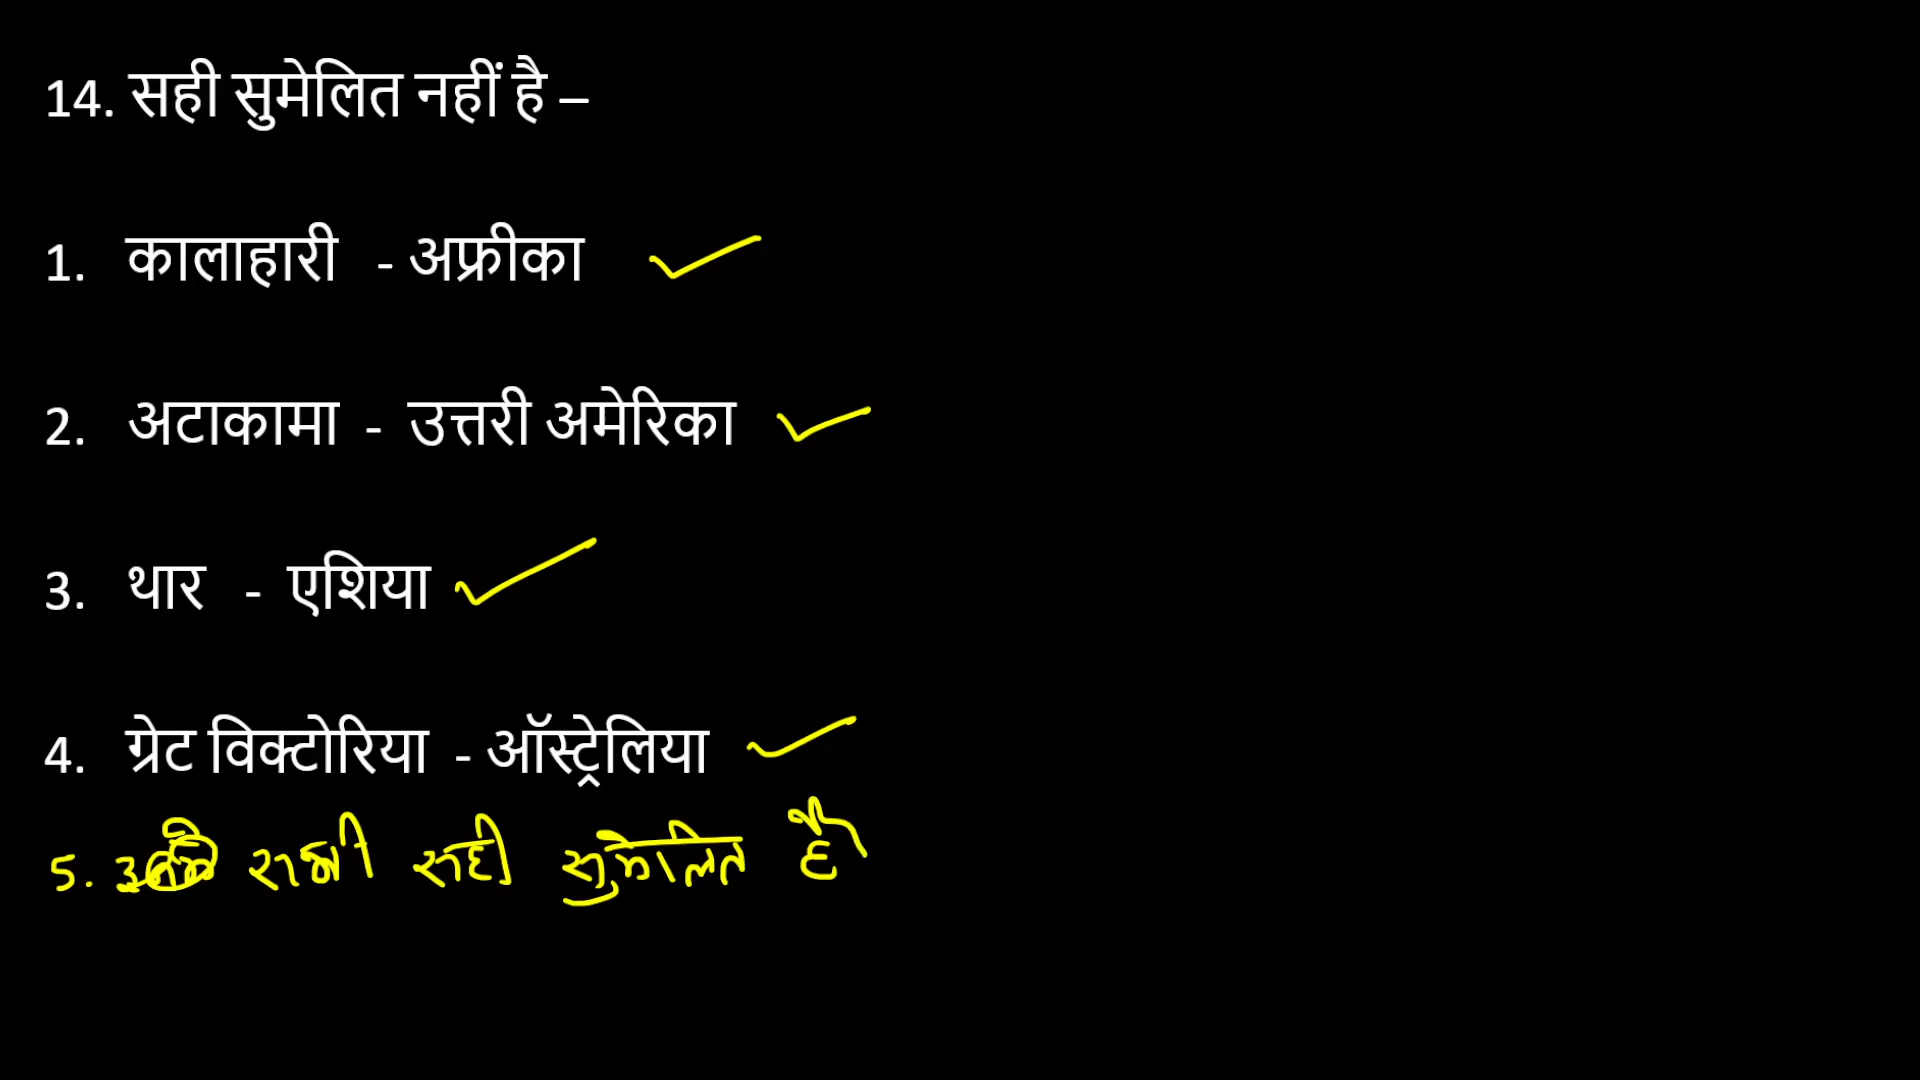 14. सही सुमेलित नहीं है –
1. कालाहारी - अफ्रीका
2. अटाकामा - उत्तरी अमेरिका
3. थार - एशिया
4. ग्रेट विक्टोरिया - ऑस्ट्रेलिया
5. सभी सही सुमेलित है